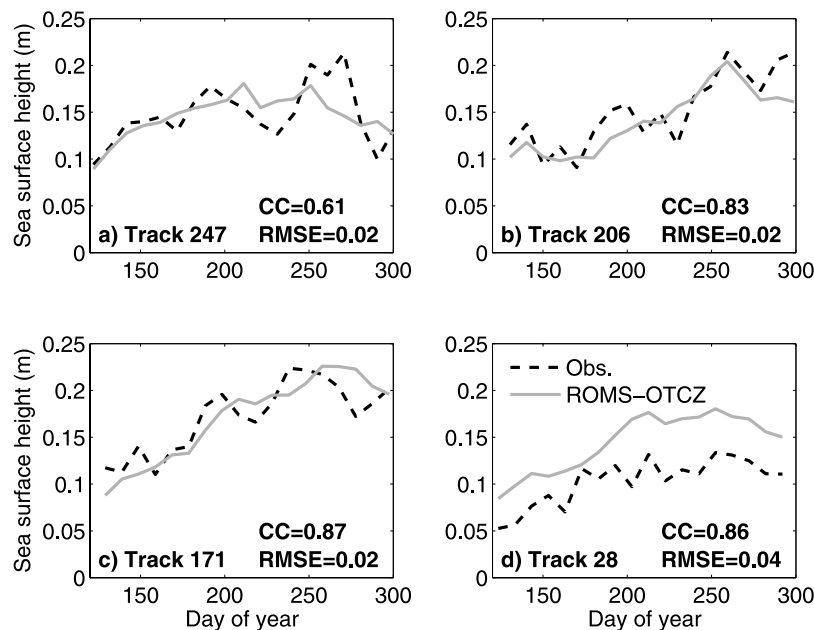 Sea surface height (m)
0.25
0.2
0.15
0.1
0.05
0
150
200
250
300
CC=0.61
a) Track 247
RMSE=0.02
0.25
0.2
0.15
0.1
0.05
0
150
200
250
300
CC=0.83
b) Track 206
RMSE=0.02
Sea surface height (m)
0.25
0.2
0.15
0.1
0.05
0
150
200
250
300
CC=0.87
c) Track 171
RMSE=0.02
Day of year
0.25
0.2
0.15
0.1
0.05
0
150
200
250
300
Obs.
ROMS−OTCZ
CC=0.86
d) Track 28
RMSE=0.04
Day of year